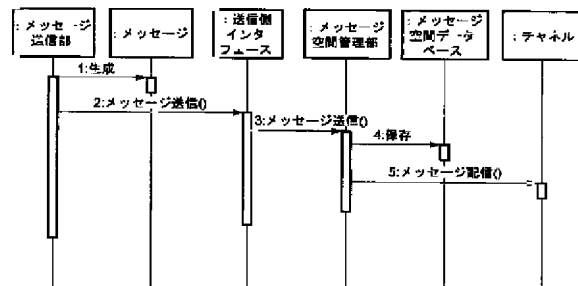 : メッセージ
送信部
: メッセージ
: 送信側
インタ
フェース
: メッセージ
空間管理部
: メッセージ
空間データ
ベース
: チャネル
1:生成
2:メッセージ送信()
3:メッセージ送信()
4:保存
5:メッセージ配信()